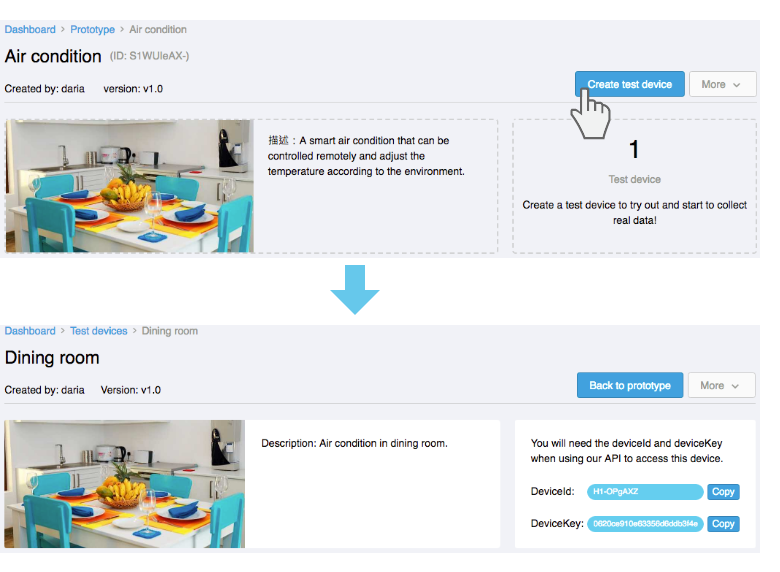 Dashboard > Prototype > Air condition
Air condition (ID: S1WUleAX-)
Created by: daria version: v1.0
Create test device
More
描述：A smart air condition that can be
controlled remotely and adjust the
temperature according to the environment.
1
Test device
Create a test device to try out and start to collect
real data!
Dashboard > Test devices > Dining room
Dining room
Created by: daria Version: v1.0
Back to prototype
More
Description: Air condition in dining room.
You will need the deviceId and deviceKey
when using our API to access this device.
DeviceId: H1-OPgAXZ Copy
DeviceKey: 0620ce910e63356d6ddb3f4e Copy